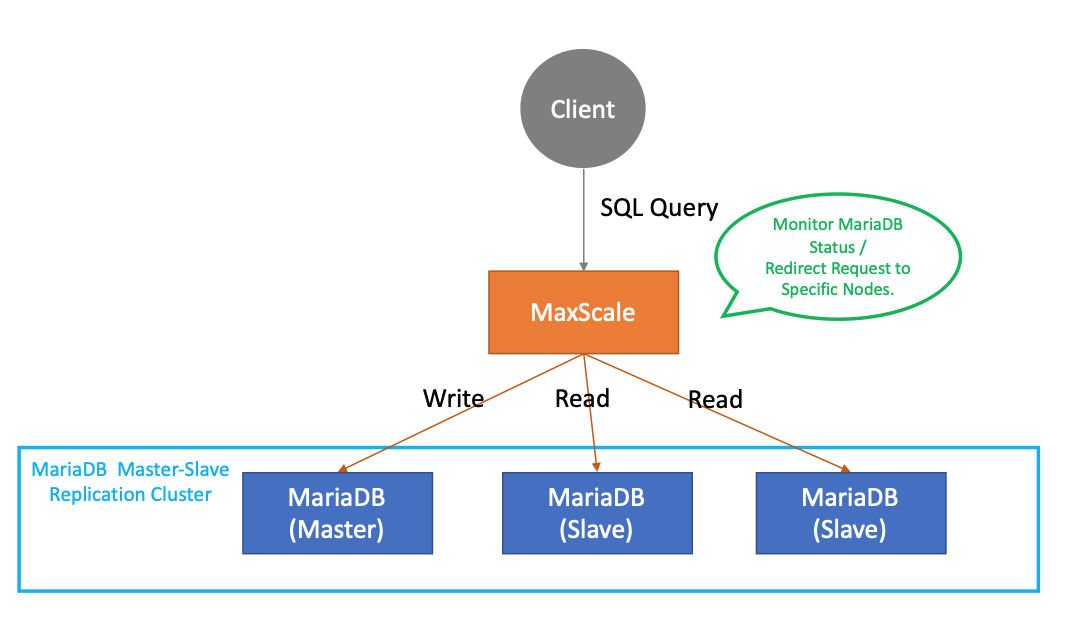 Client
SQL Query
Monitor MariaDB
Status /
Redirect Request to
Specific Nodes.
MaxScale
Write
Read
Read
MariaDB  Master-Slave
Replication Cluster
MariaDB
(Master)
MariaDB
(Slave)
MariaDB
(Slave)